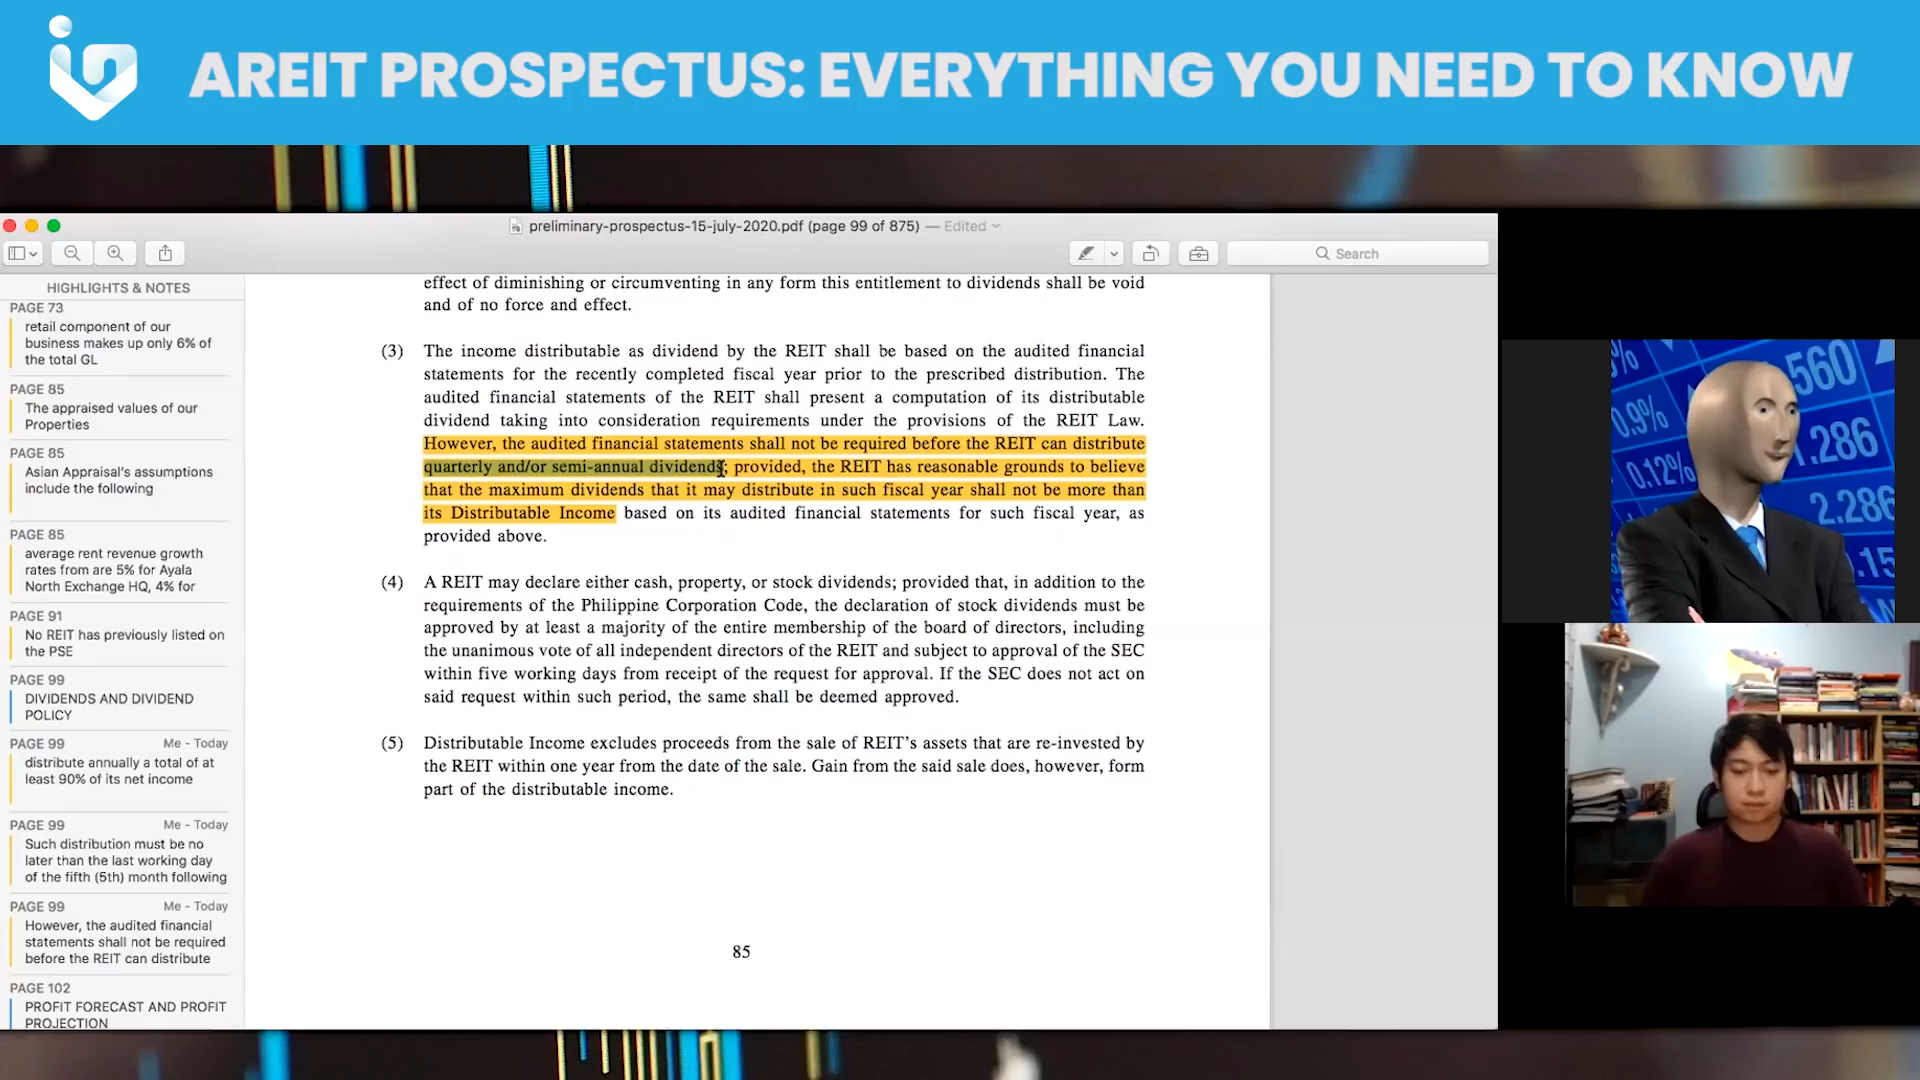 AREIT PROSPECTUS: EVERYTHING YOU NEED TO KNOW
preliminary-prospectus-15-july-2020.pdf (page 99 of 875) — Edited
Search
HIGHLIGHTS & NOTES
PAGE 73
retail component of our
business makes up only 6% of
the total GL
PAGE 85
The appraised values of our
Properties
PAGE 85
Asian Appraisal's assumptions
include the following
PAGE 85
average rent revenue growth
rates from are 5% for Ayala
North Exchange HQ, 4% for
PAGE 91
No REIT has previously listed on
the PSE
PAGE 99
DIVIDENDS AND DIVIDEND
POLICY
PAGE 99 Me - Today
distribute annually a total of at
least 90% of its net income
PAGE 99 Me - Today
Such distribution must be no
later than the last working day
of the fifth (5th) month following
PAGE 99 Me - Today
However, the audited financial
statements shall not be required
before the REIT can distribute
PAGE 102
PROFIT FORECAST AND PROFIT
PROJECTION
effect of diminishing or circumventing in any form this entitlement to dividends shall be void
and of no force and effect.
(3) The income distributable as dividend by the REIT shall be based on the audited financial
statements for the recently completed fiscal year prior to the prescribed distribution. The
audited financial statements of the REIT shall present a computation of its distributable
dividend taking into consideration requirements under the provisions of the REIT Law.
However, the audited financial statements shall not be required before the REIT can distribute
quarterly and/or semi-annual dividends; provided, the REIT has reasonable grounds to believe
that the maximum dividends that it may distribute in such fiscal year shall not be more than
its Distributable Income based on its audited financial statements for such fiscal year, as
provided above.
(4) A REIT may declare either cash, property, or stock dividends; provided that, in addition to the
requirements of the Philippine Corporation Code, the declaration of stock dividends must be
approved by at least a majority of the entire membership of the board of directors, including
the unanimous vote of all independent directors of the REIT and subject to approval of the SEC
within five working days from receipt of the request for approval. If the SEC does not act on
said request within such period, the same shall be deemed approved.
(5) Distributable Income excludes proceeds from the sale of REIT's assets that are re-invested by
the REIT within one year from the date of the sale. Gain from the said sale does, however, form
part of the distributable income.
85
560
0.9%
1.286
0.12%
2.286
.15